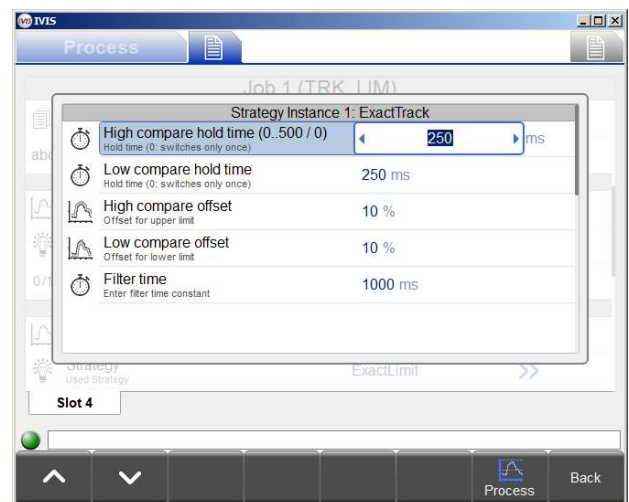 IVIS
Process
Job 1 (TRK_LIM)
Strategy Instance 1: ExactTrack
High compare hold time (0..500 / 0)
Hold time (0: switches only once)
250 ms
Low compare hold time
Hold time (0: switches only once)
250 ms
High compare offset
Offset for upper limit
10 %
Low compare offset
Offset for lower limit
10 %
Filter time
Enter filter time constant
1000 ms
abc
0/1
Strategy
Used Strategy
ExactLimit
Slot 4
Process
Back